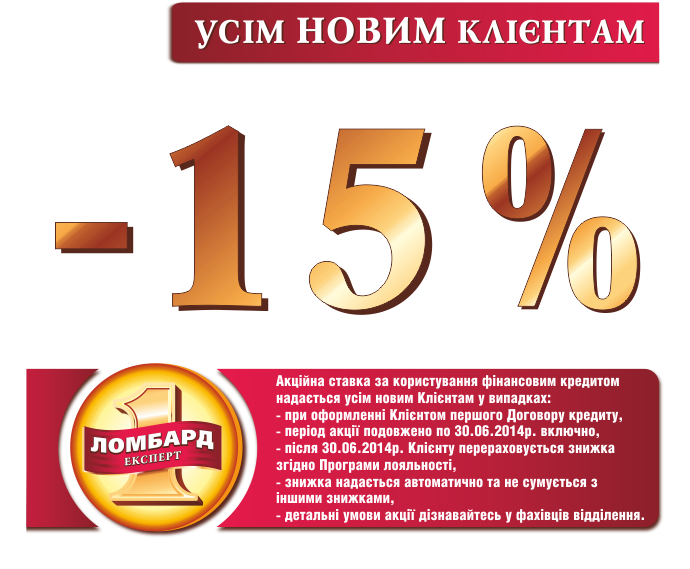 УСІМ НОВИМ КЛІЄНТАМ
-15%
1
ЛОМБАРД
ЕКСПЕРТ
Акційна ставка за користування фінансовим кредитом
надається усім новим Клієнтам у випадках:
- при оформленні Клієнтом першого Договору кредиту,
- період акції подовжено по 30.06.2014р. включно,
- після 30.06.2014р. Клієнту перераховується знижка
згідно Програми лояльності,
- знижка надається автоматично та не сумується з
іншими знижками,
- детальні умови акції дізнавайтесь у фахівців відділення.